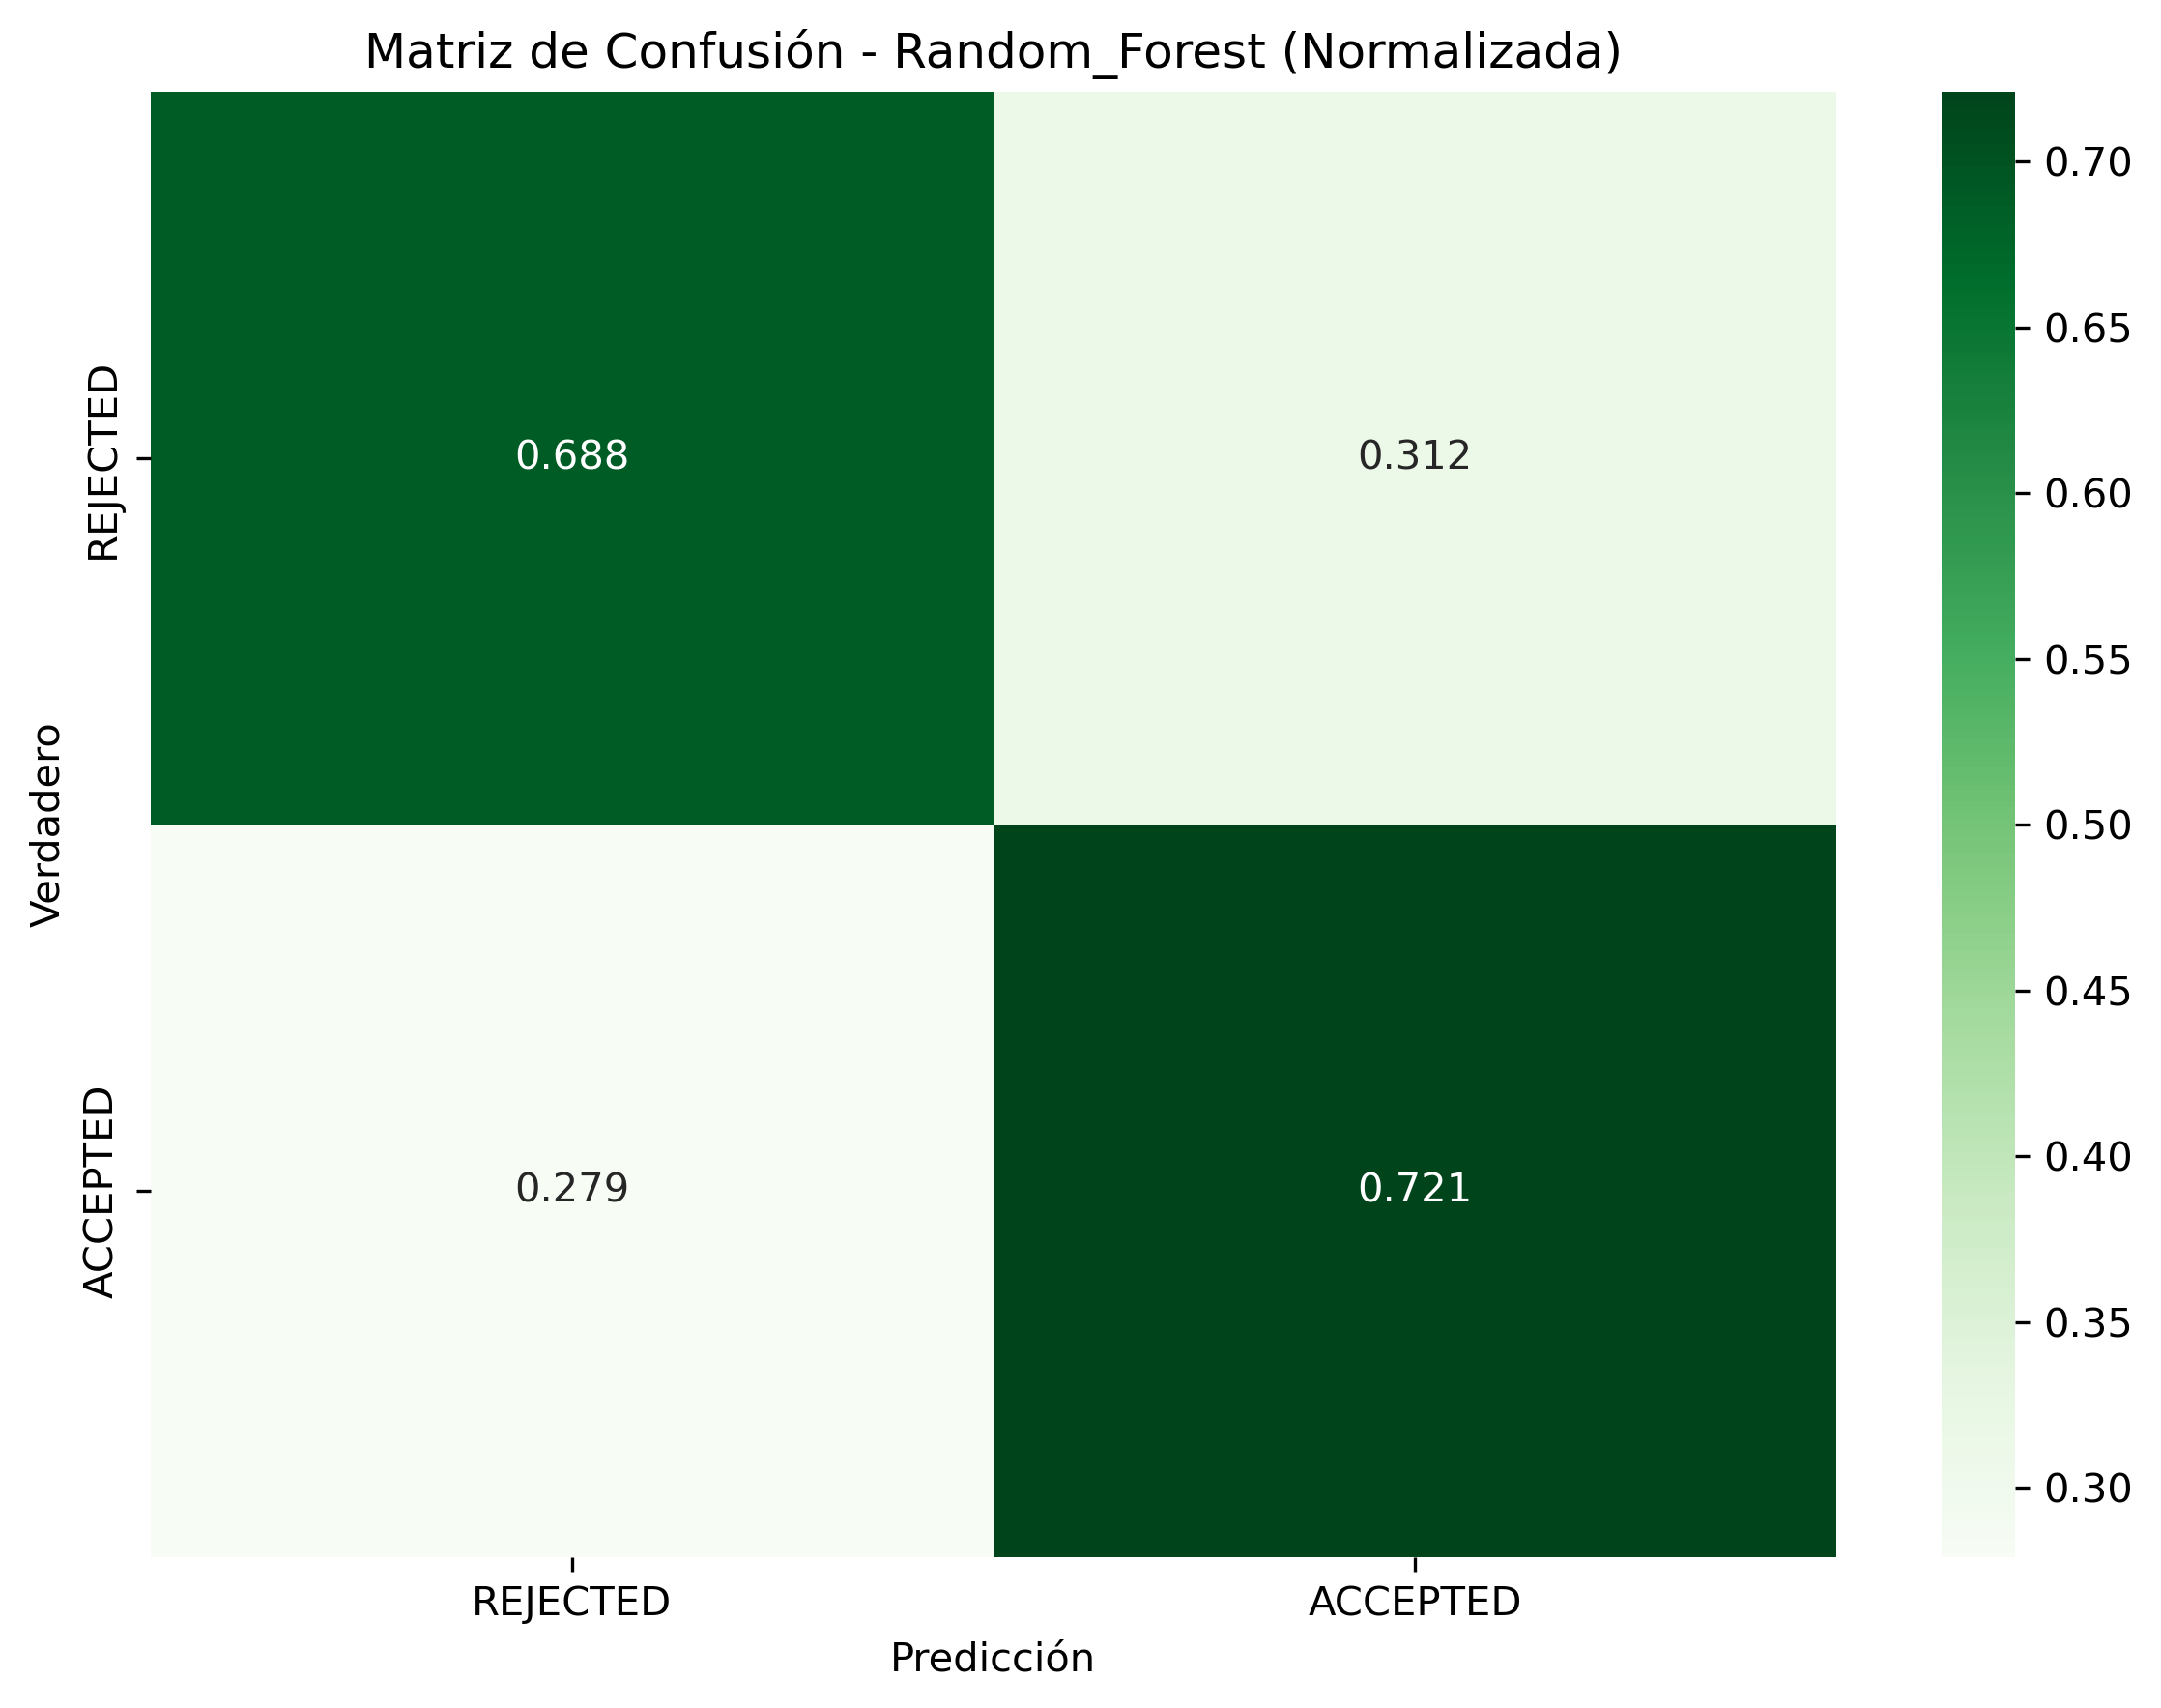 Matriz de Confusión - Random_Forest (Normalizada)
Verdadero
REJECTED
0.688
0.312
ACCEPTED
0.279
0.721
REJECTED
ACCEPTED
Predicción
0.70
0.65
0.60
0.55
0.50
0.45
0.40
0.35
0.30